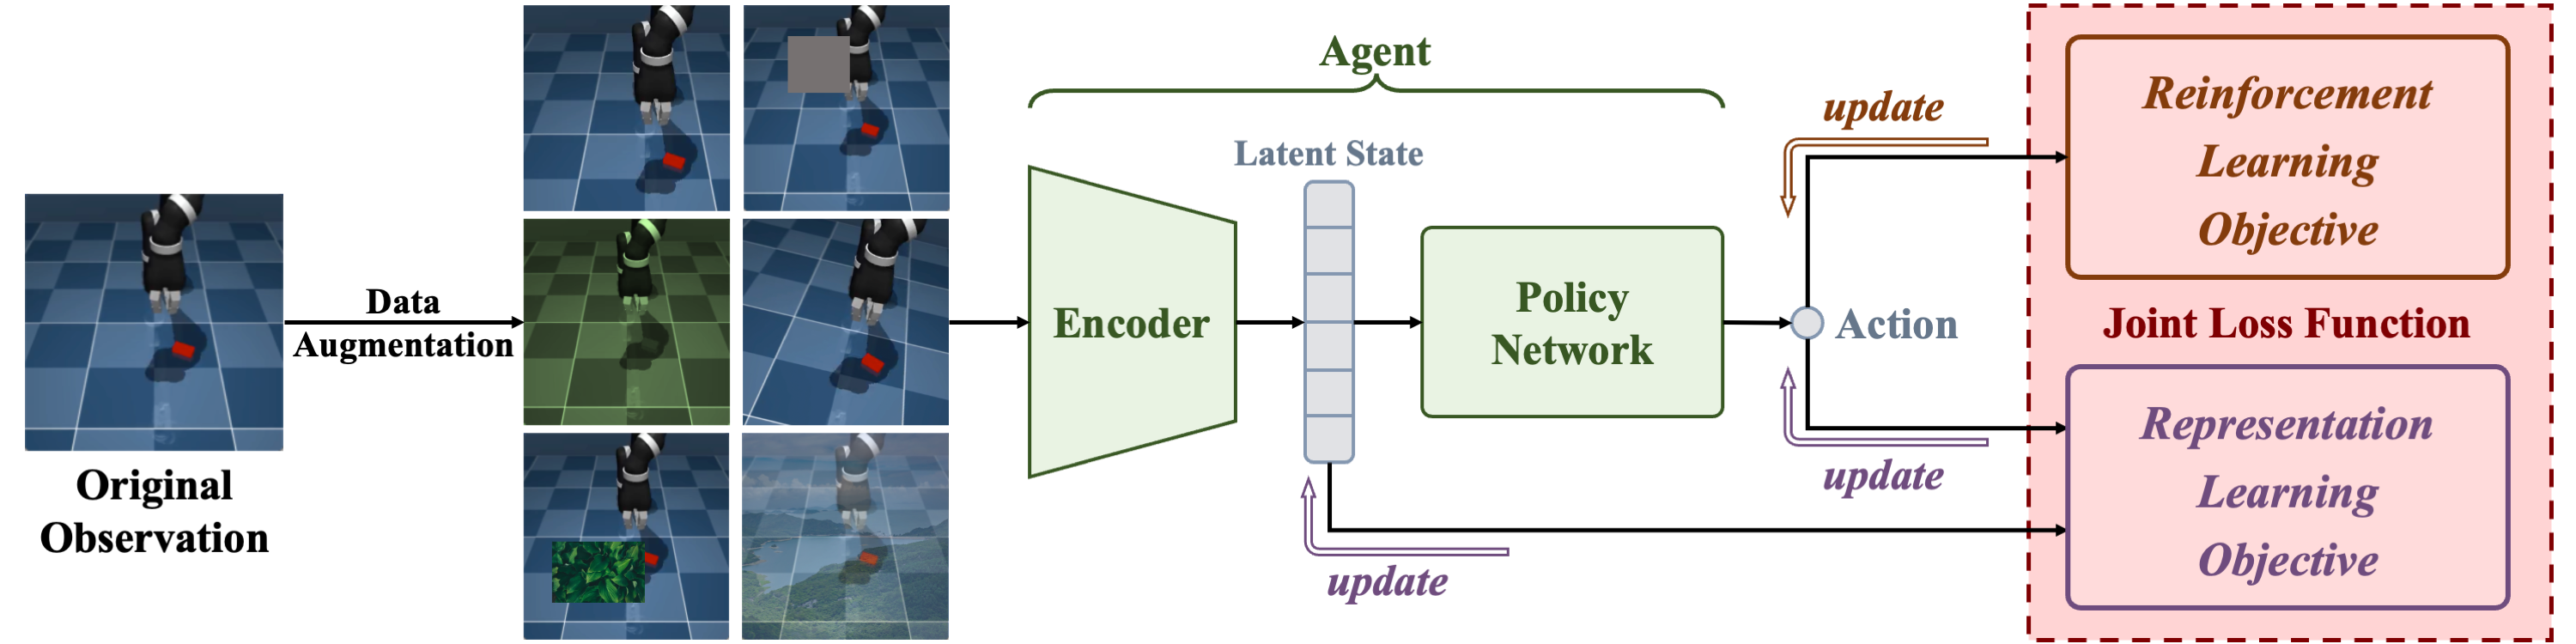 Original
Observation
Data
Augmentation
Agent
Encoder
Latent State
Policy
Network
Action
update
update
update
Reinforcement
Learning
Objective
Joint Loss Function
Representation
Learning
Objective